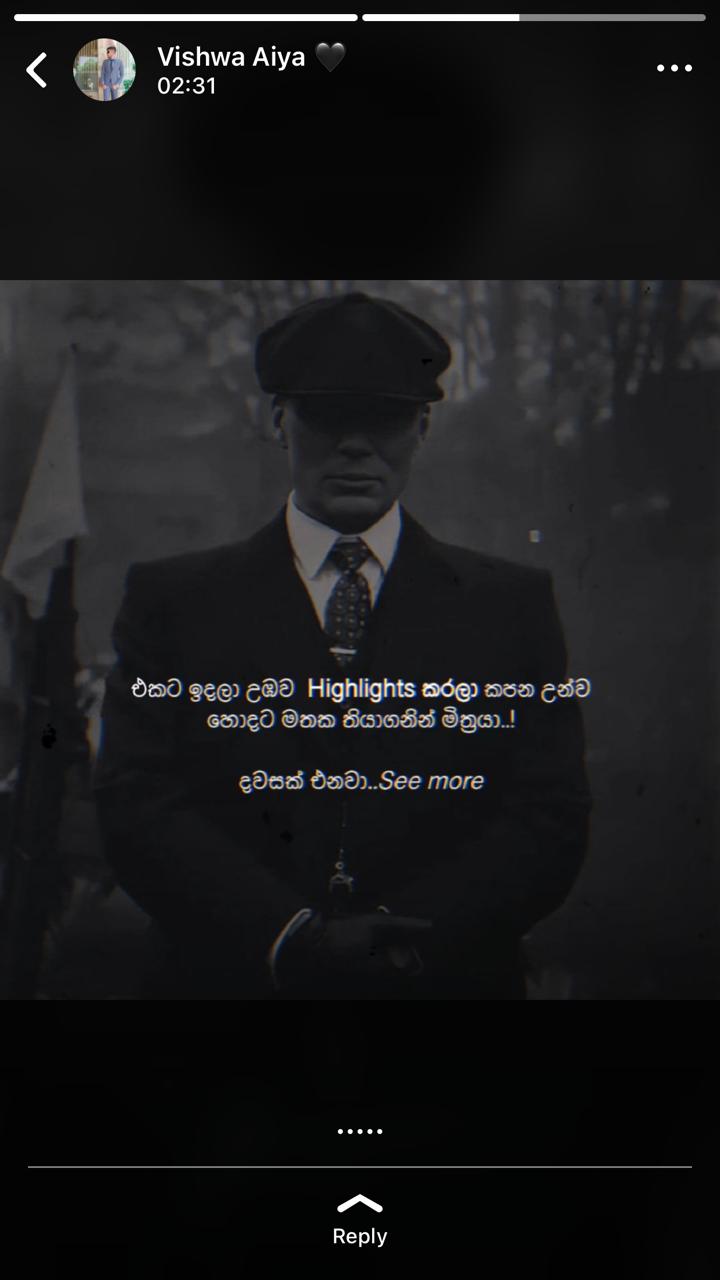 Vishwa Aiya 🖤
02:31
එකට ඉදලා උඹව Highlights කරලා කපන උන්ව
හොදට මතක තියාගනින් මිත්‍රයා..!
දවසක් එනවා..See more
.....
Reply